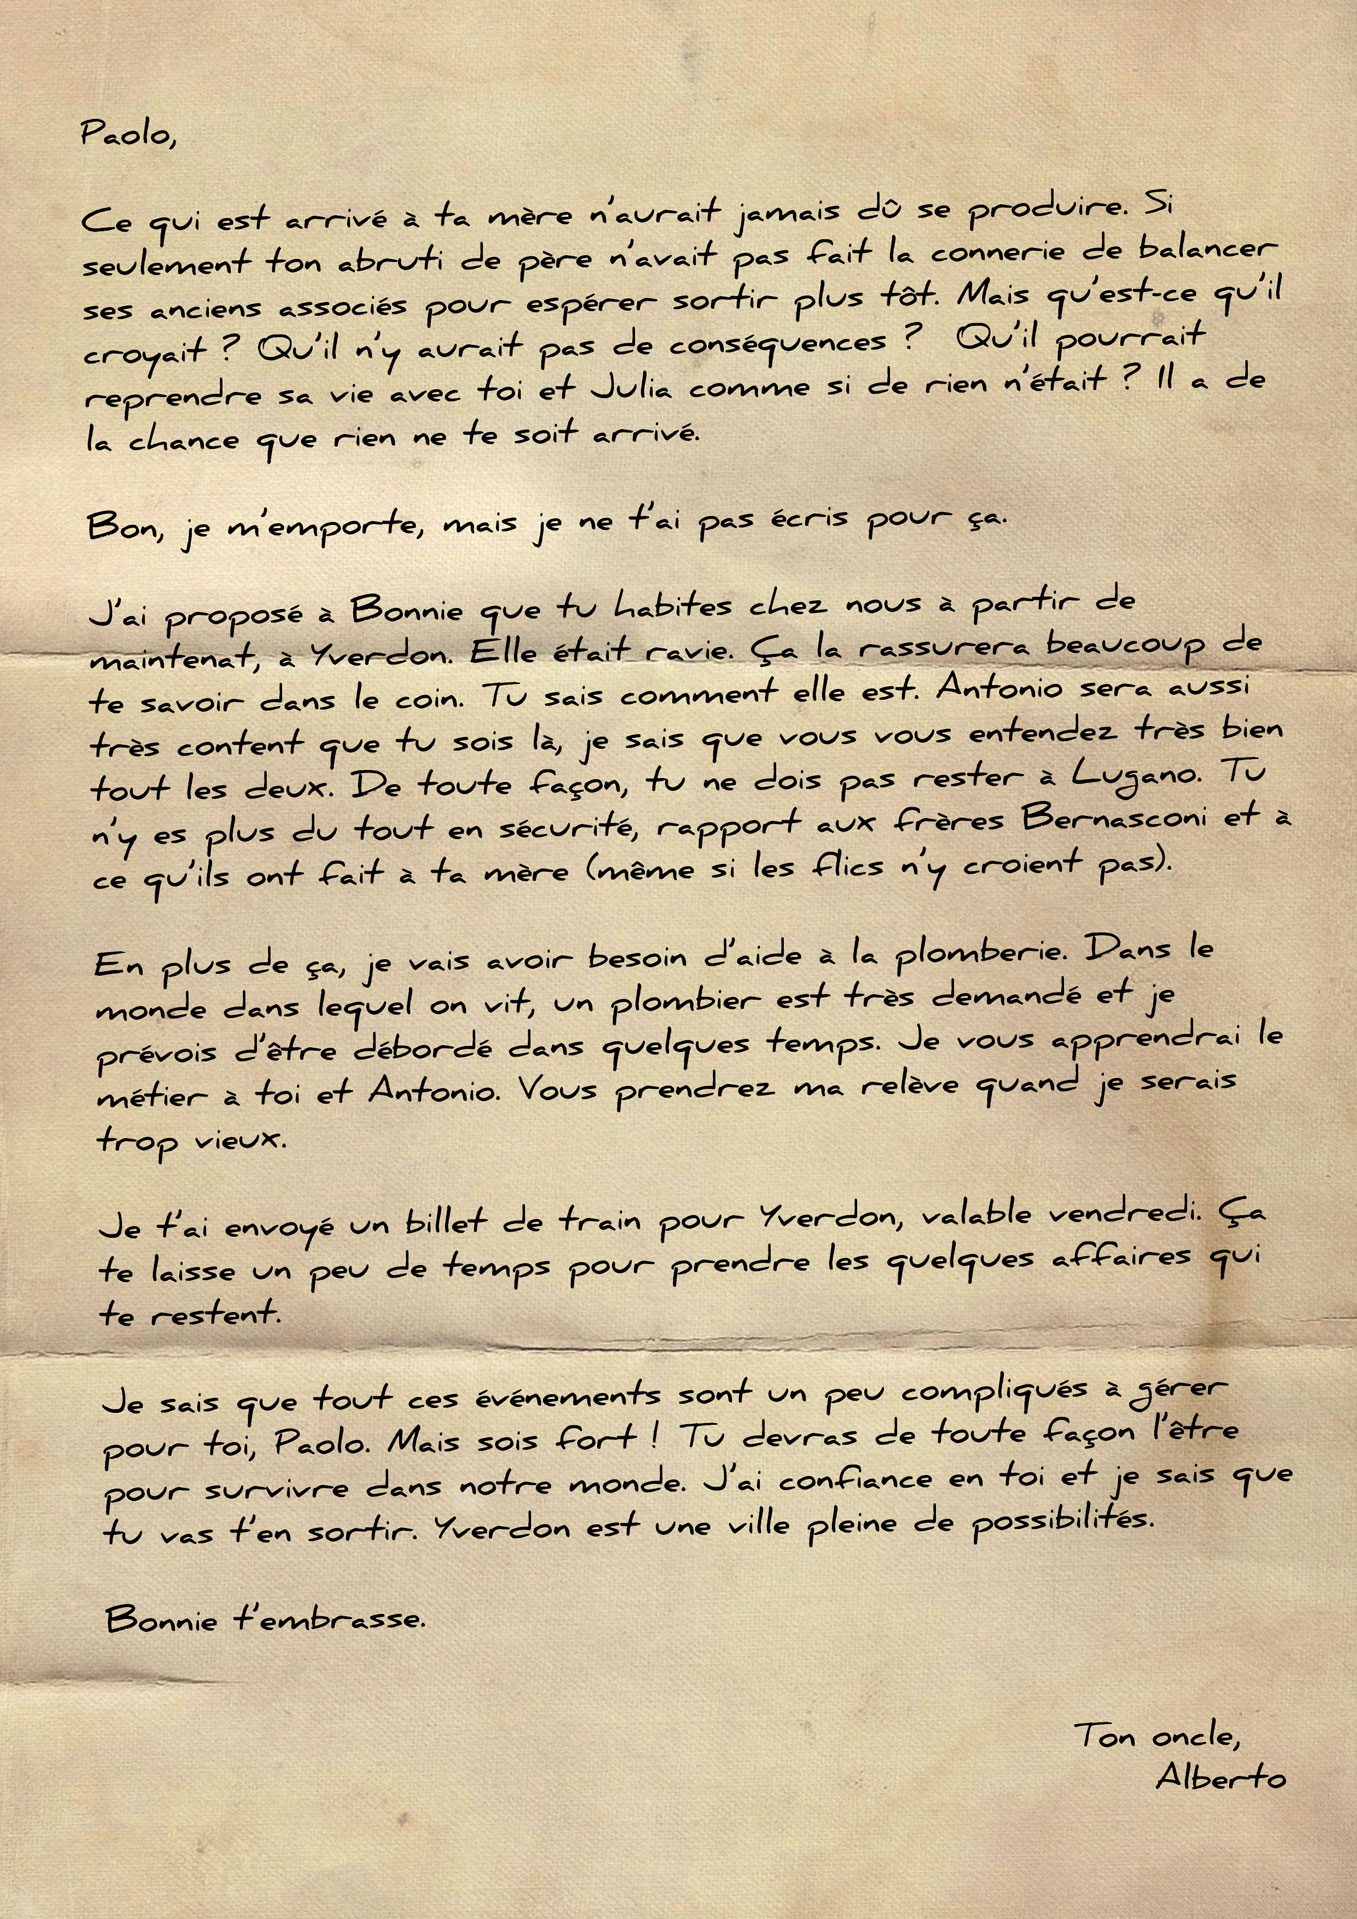 Paolo,
Ce qui est arrivé à ta mère n'aurait jamais dû se produire. Si
seulement ton abruti de père n'avait pas fait la connerie de balancer
ses anciens associés pour espérer sortir plus tôt. Mais qu'est-ce qu'il
croyait ? Qu'il n'y aurait pas de conséquences ? Qu'il pourrait
reprendre sa vie avec toi et Julia comme si de rien n'était ? Il a de
la chance que rien ne te soit arrivé.
Bon, je m'emporte, mais je ne t'ai pas écris pour ça.
J'ai proposé à Bonnie que tu habites chez nous à partir de
maintenat, à Yverdon. Elle était ravie. Ça la rassurera beaucoup de
te savoir dans le coin. Tu sais comment elle est. Antonio sera aussi
très content que tu sois là, je sais que vous vous entendez très bien
tout les deux. De toute façon, tu ne dois pas rester à Lugano. Tu
n'y es plus du tout en sécurité, rapport aux frères Bernasconi et à
ce qu'ils ont fait à ta mère (même si les flics n'y croient pas).
En plus de ça, je vais avoir besoin d'aide à la plomberie. Dans le
monde dans lequel on vit, un plombier est très demandé et je
prévois d'être débordé dans quelques temps. Je vous apprendrai le
métier à toi et Antonio. Vous prendrez ma relève quand je serais
trop vieux.
Je t'ai envoyé un billet de train pour Yverdon, valable vendredi. Ça
te laisse un peu de temps pour prendre les quelques affaires qui
te restent.
Je sais que tout ces événements sont un peu compliqués à gérer
pour toi, Paolo. Mais sois fort ! Tu devras de toute façon l'être
pour survivre dans notre monde. J'ai confiance en toi et je sais que
tu vas t'en sortir. Yverdon est une ville pleine de possibilités.
Bonnie t'embrasse.
Ton oncle,
Alberto